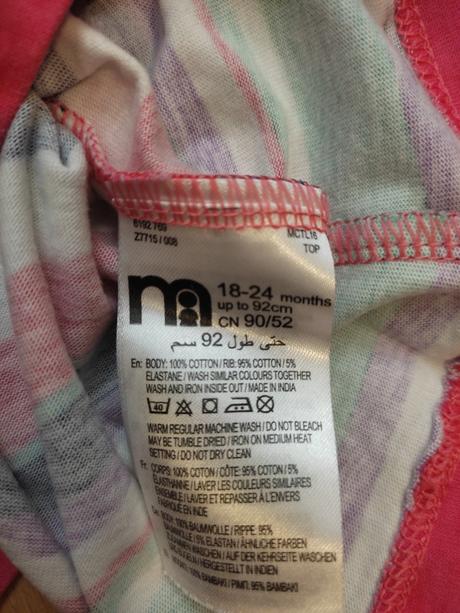 6192 769
Z7715 / 008
MCTL16
TOP
m
18-24 months
up to 92cm
CN 90/52
حتى طول 92 سم
En: BODY: 100% COTTON / RIB: 95% COTTON / 5%
ELASTANE / WASH SIMILAR COLOURS TOGETHER
WASH AND IRON INSIDE OUT / MADE IN INDIA
40
WARM REGULAR MACHINE WASH / DO NOT BLEACH
MAY BE TUMBLE DRIED / IRON ON MEDIUM HEAT
SETTING / DO NOT DRY CLEAN
Fr: CORPS: 100% COTON / CÔTE: 95% COTON / 5%
ELASTHANNE / LAVER LES COULEURS SIMILAIRES
ENSEMBLE / LAVER ET REPASSER À L'ENVERS
FABRIQUÉ EN INDE
100% BAUMWOLLE / RIPPE: 95%
BAUMWOLLE / 5% ELASTAN / ÄHNLICHE FARBEN
ZUSAMMEN WASCHEN / AUF DER KEHRSEITE WASCHEN
HERGESTELLT IN INDIEN
100% BAMBAKI / ΡΙΜΠ: 95% BAMBAKI